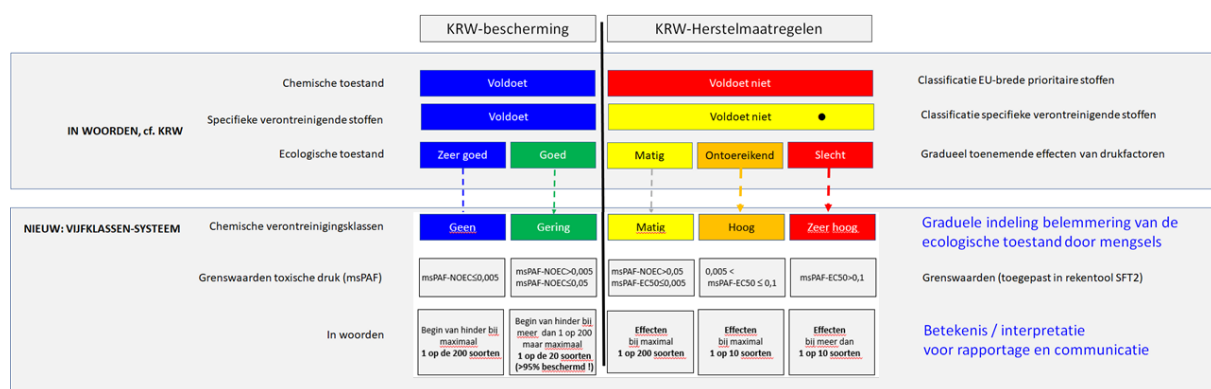 KRW-bescherming
KRW-Herstelmaatregelen
IN WOORDEN, cf. KRW
Chemische toestand
Voldoet
Voldoet niet
Classificatie EU-brede prioritaire stoffen
Specifieke verontreinigende stoffen
Voldoet
Voldoet niet
Classificatie specifieke verontreinigende stoffen
Ecologische toestand
Zeer goed
Goed
Matig
Ontoereikend
Slecht
Gradueel toenemende effecten van drukfactoren
NIEUW: VIJFKLASSEN-SYSTEEM
Chemische verontreinigingsklassen
Geen
Gering
Matig
Hoog
Zeer hoog
Graduele indeling belemmering van de
ecologische toestand door mengsels
Grenswaarden toxische druk (msPAF)
msPAF-NOEC≤0,005
msPAF-NOEC>0,005
msPAF-NOEC≤0,05
msPAF-NOEC>0,05
msPAF-EC50≤0,005
0,005 <
msPAF-EC50 ≤ 0,1
msPAF-EC50>0,1
Grenswaarden (toegepast in rekentool SFT2)
In woorden
Begin van hinder bij
maximaal
1 op de 200 soorten
Begin van hinder bij
meer dan 1 op 200
maar maximaal
1 op de 20 soorten
(>95% beschermd !)
Effecten
bij maximal
1 op 200 soorten
Effecten
bij maximal
1 op 10 soorten
Effecten
bij meer dan
1 op 10 soorten
Betekenis / interpretatie
voor rapportage en communicatie